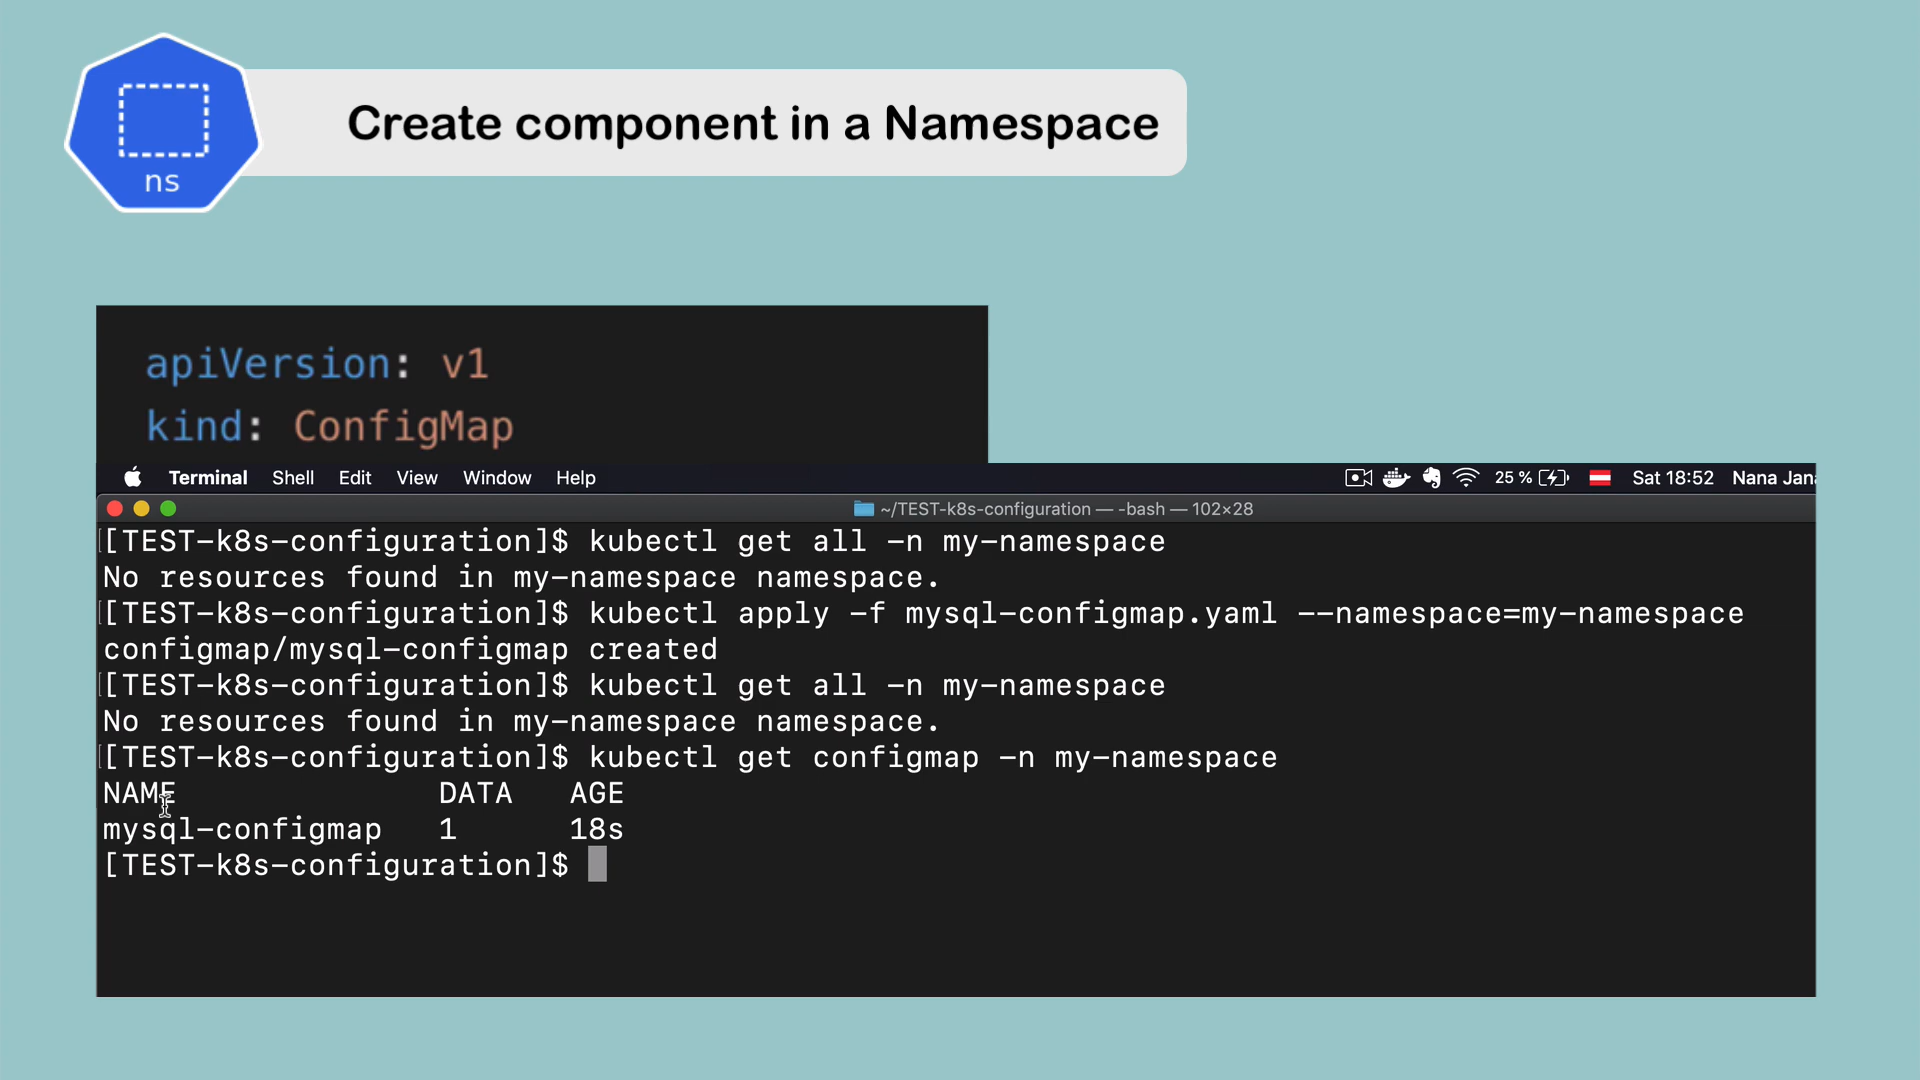 ns
Create component in a Namespace
apiVersion: v1
kind: ConfigMap
Terminal Shell Edit View Window Help 25 % Sat 18:52 Nana Jan
~/TEST-k8s-configuration — -bash — 102×28
[TEST-k8s-configuration]$ kubectl get all -n my-namespace
No resources found in my-namespace namespace.
[TEST-k8s-configuration]$ kubectl apply -f mysql-configmap.yaml --namespace=my-namespace
configmap/mysql-configmap created
[TEST-k8s-configuration]$ kubectl get all -n my-namespace
No resources found in my-namespace namespace.
[TEST-k8s-configuration]$ kubectl get configmap -n my-namespace
NAME DATA AGE
mysql-configmap 1 18s
[TEST-k8s-configuration]$